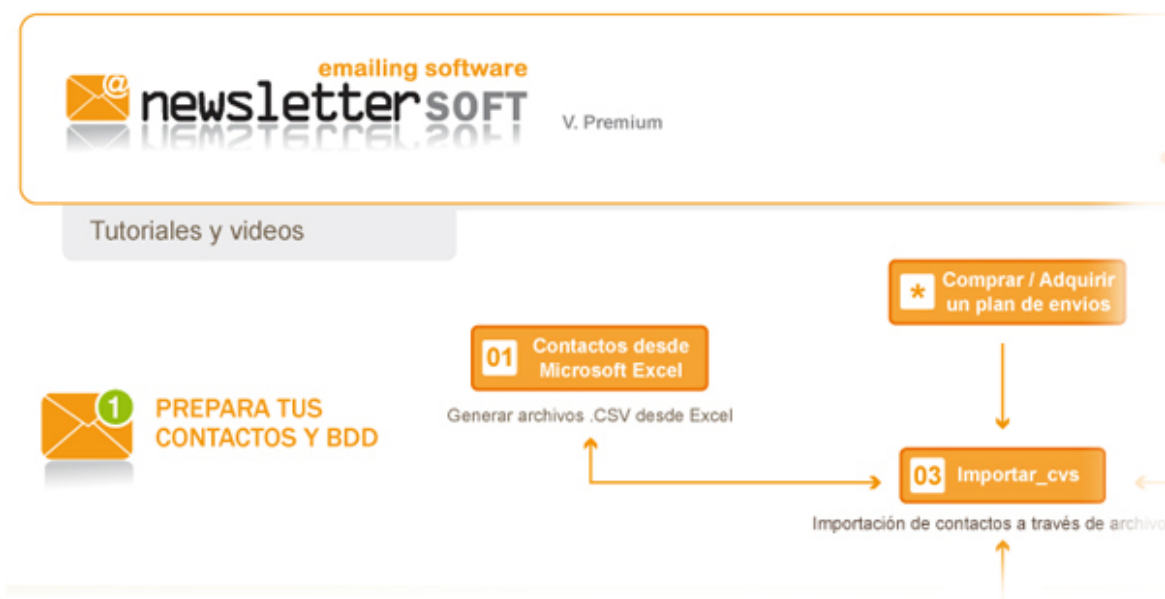 emailing software
@ newsletter SOFT
V. Premium
Tutoriales y videos
* Comprar / Adquirir
un plan de envios
01 Contactos desde
Microsoft Excel
Generar archivos .CSV desde Excel
1 PREPARA TUS
CONTACTOS Y BDD
03 Importar_cvs
Importación de contactos a través de archivo